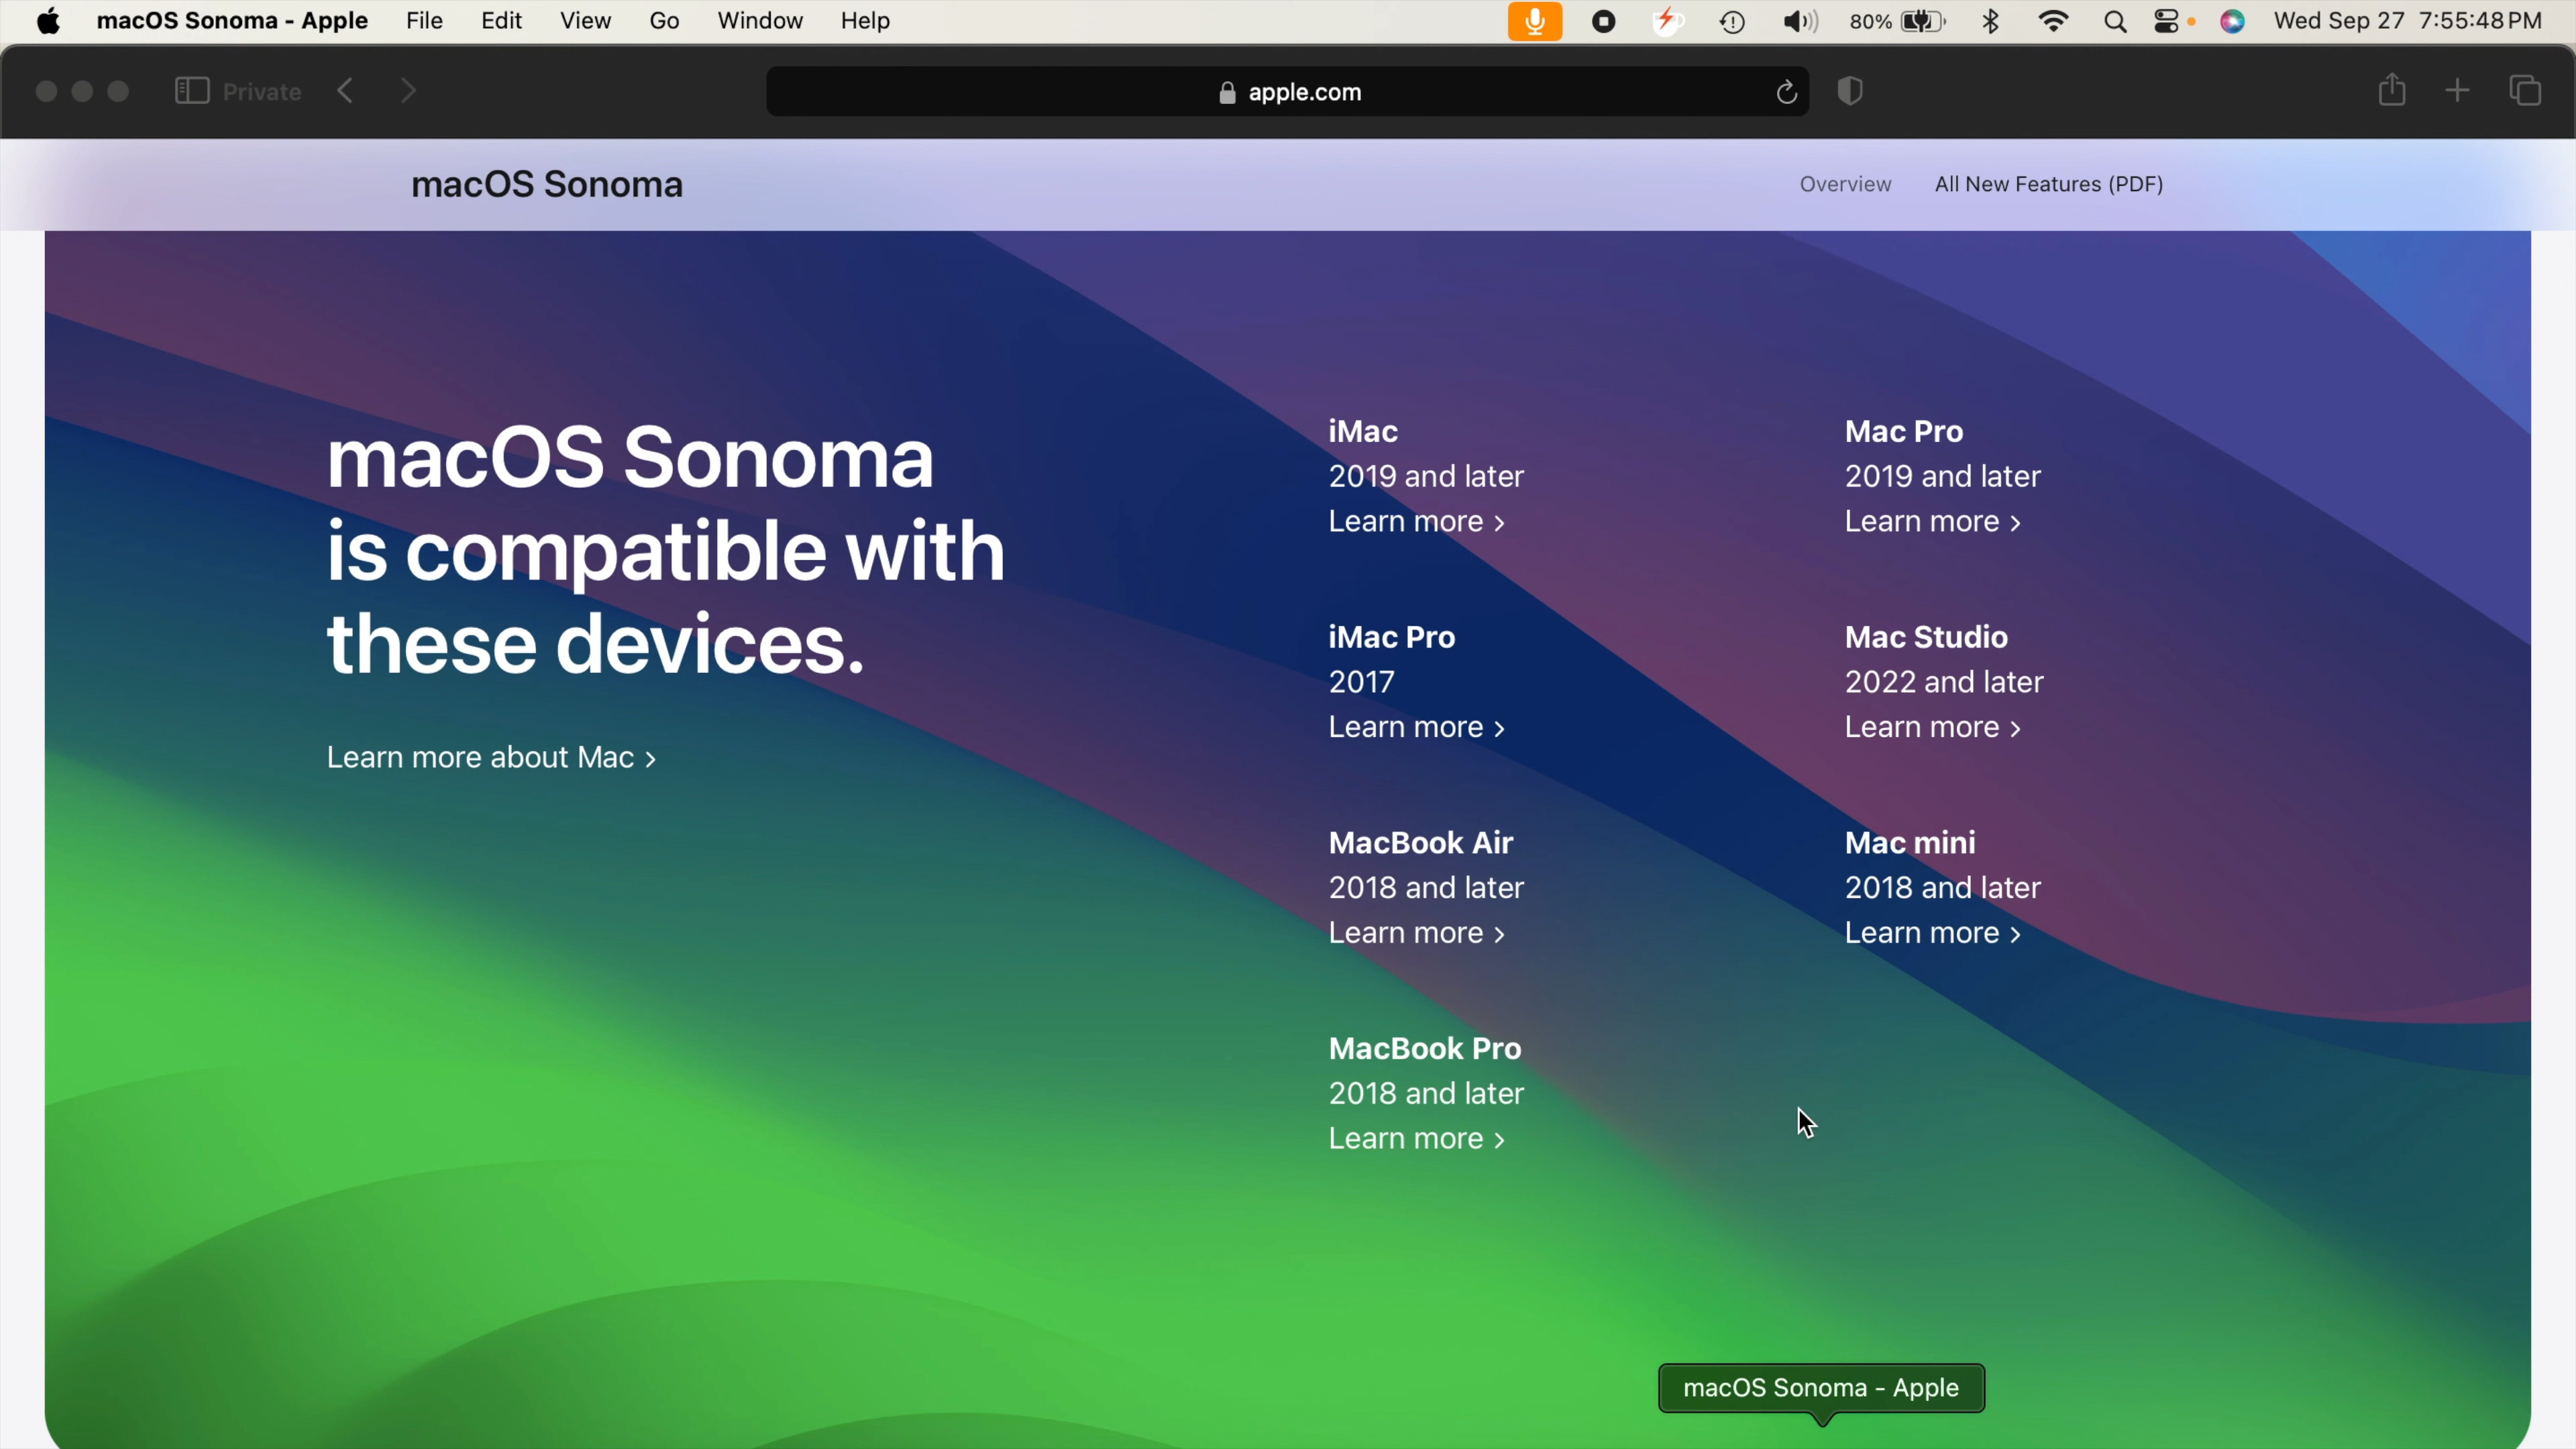 macOS Sonoma - Apple File Edit View Go Window Help 80% Wed Sep 27 7:55:48 PM
Private apple.com
macOS Sonoma Overview All New Features (PDF)
macOS Sonoma
is compatible with
these devices.
Learn more about Mac >
iMac
2019 and later
Learn more >
Mac Pro
2019 and later
Learn more >
iMac Pro
2017
Learn more >
Mac Studio
2022 and later
Learn more >
MacBook Air
2018 and later
Learn more >
Mac mini
2018 and later
Learn more >
MacBook Pro
2018 and later
Learn more >
macOS Sonoma - Apple